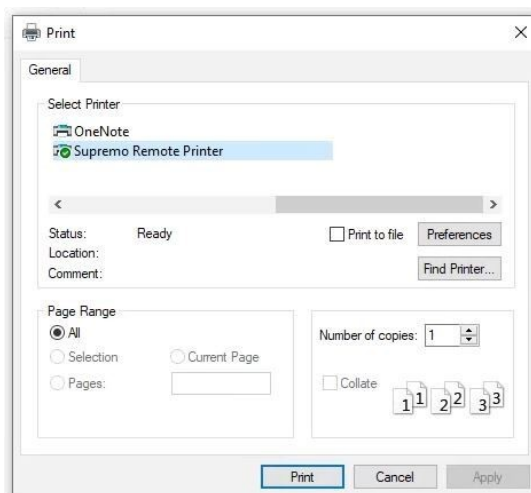 Print
General
Select Printer
OneNote
Supremo Remote Printer
Status: Ready
Print to file
Preferences
Location:
Comment:
Find Printer...
Page Range
All
Selection
Current Page
Pages:
Number of copies: 1
Collate
1 1 2 2 3 3
Print Cancel Apply